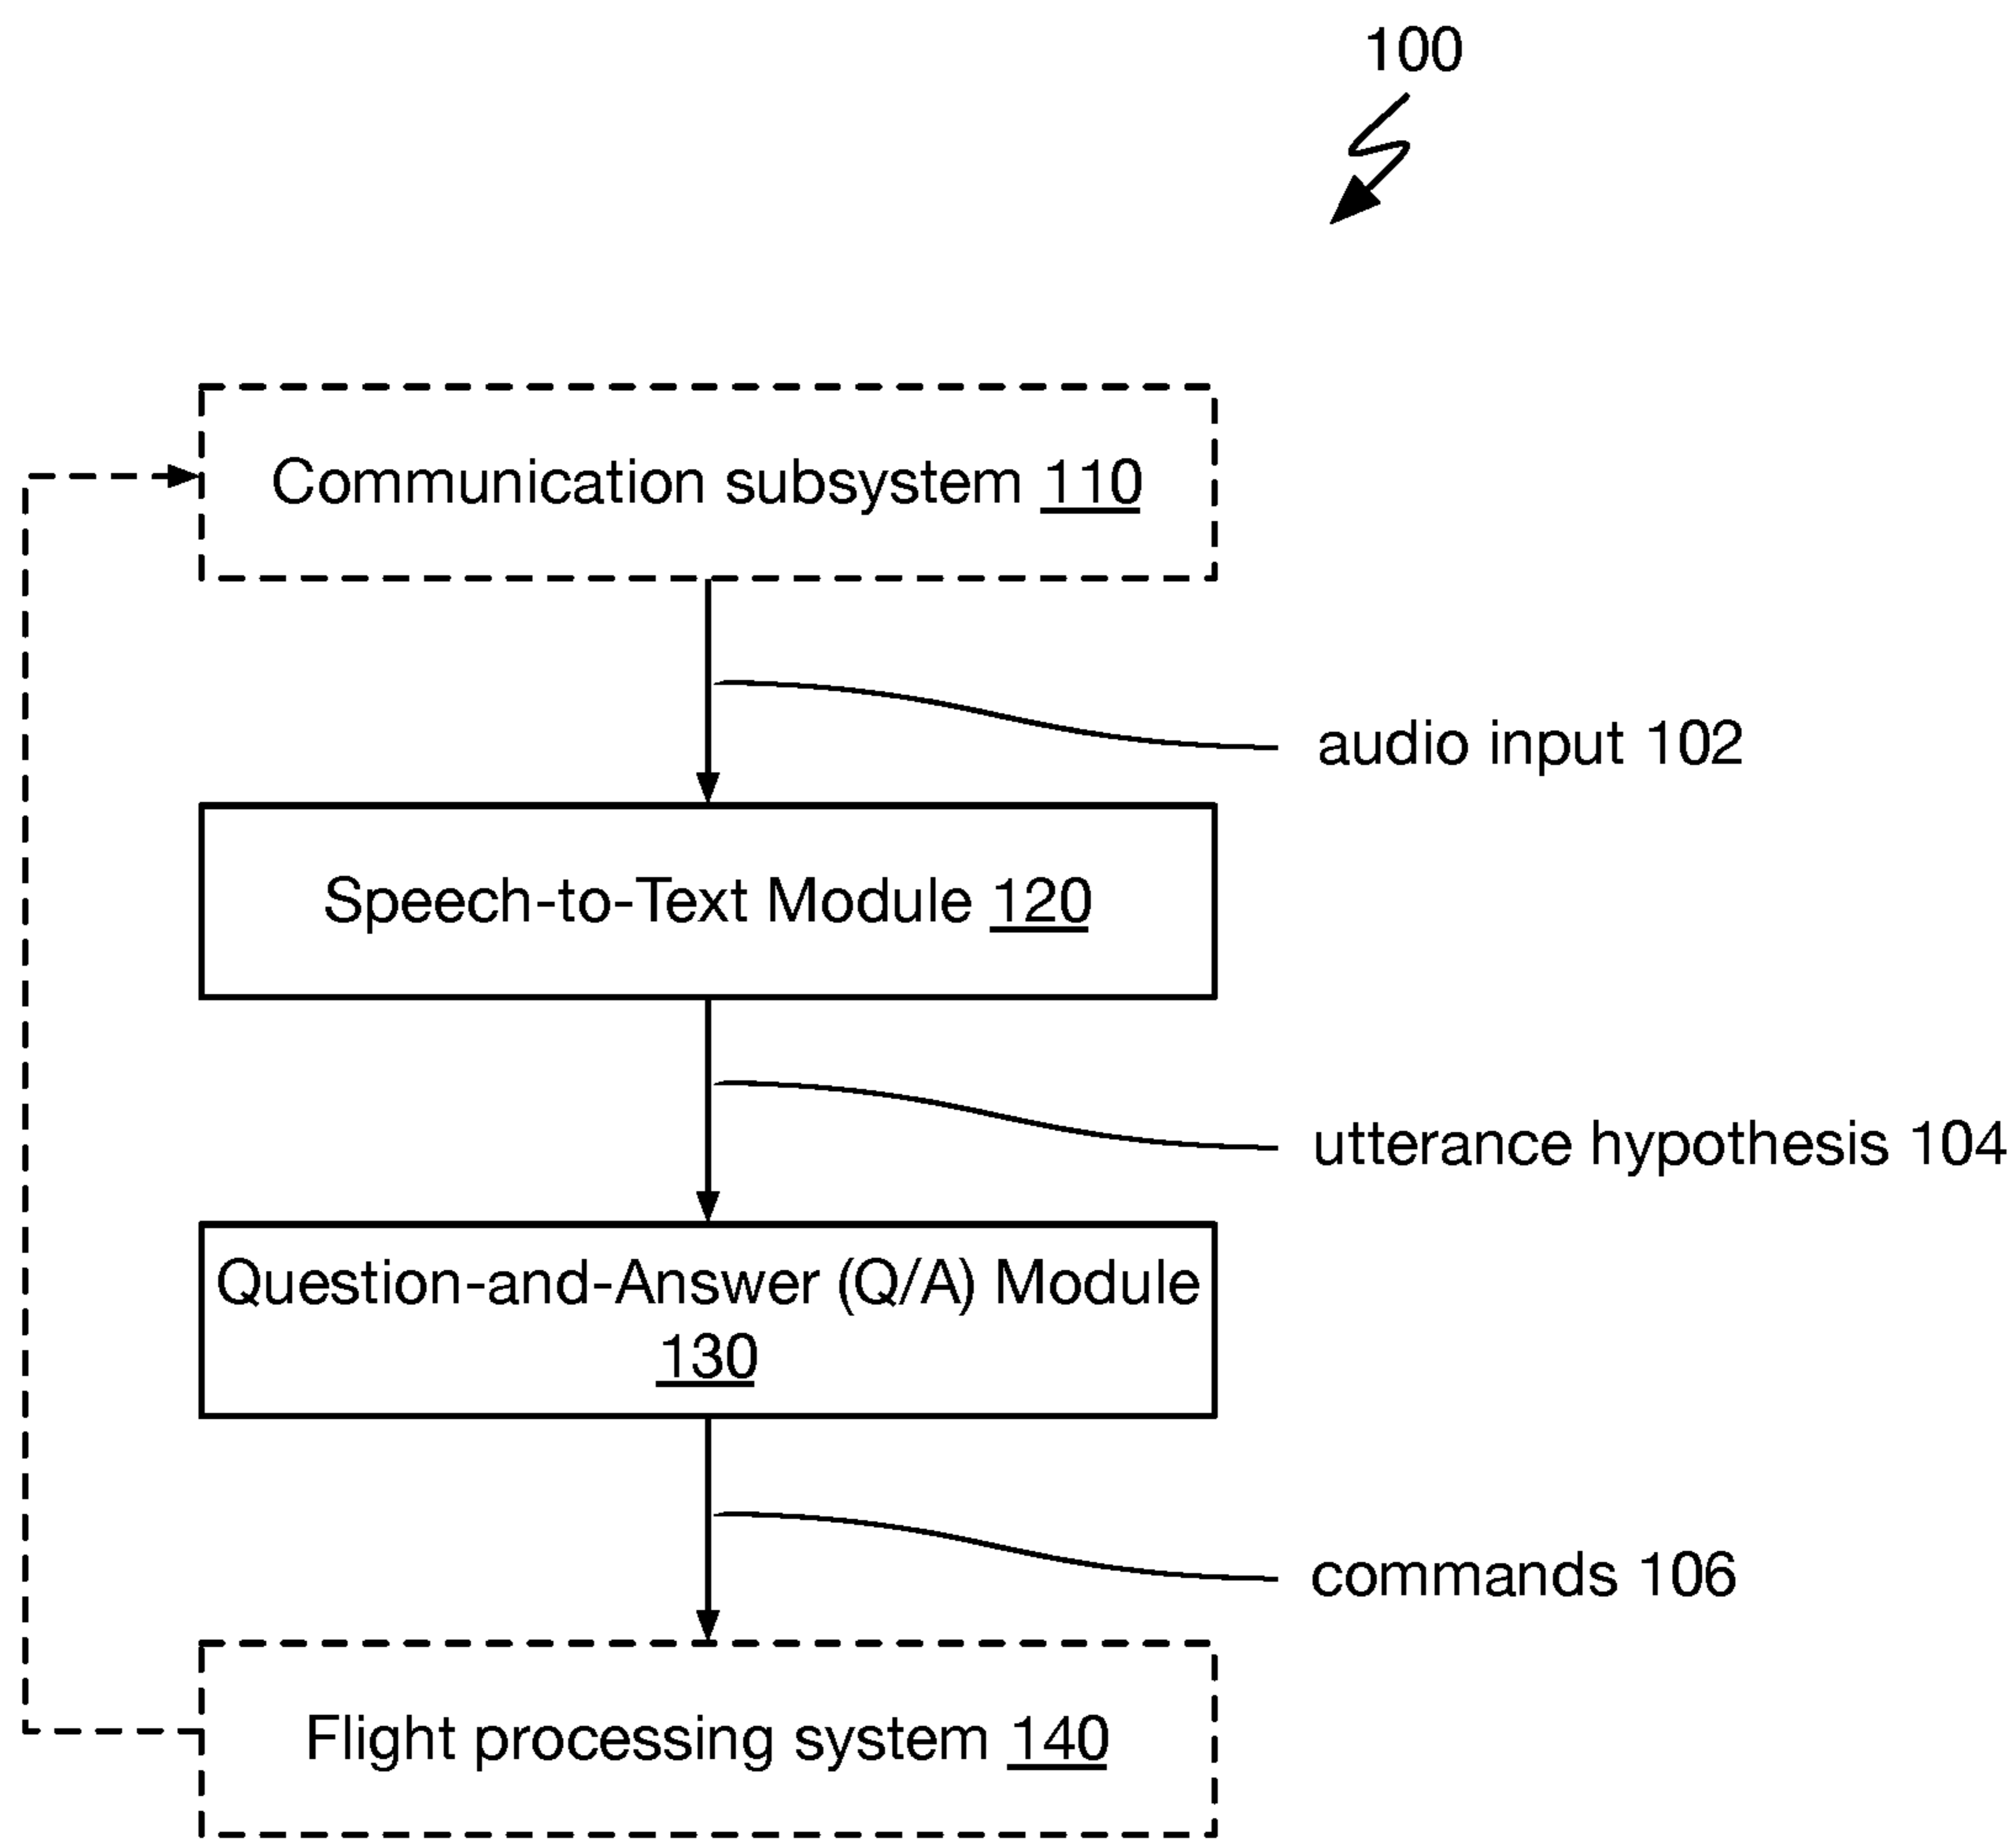 100
Communication subsystem 110
audio input 102
Speech-to-Text Module 120
utterance hypothesis 104
Question-and-Answer (Q/A) Module
130
commands 106
Flight processing system 140